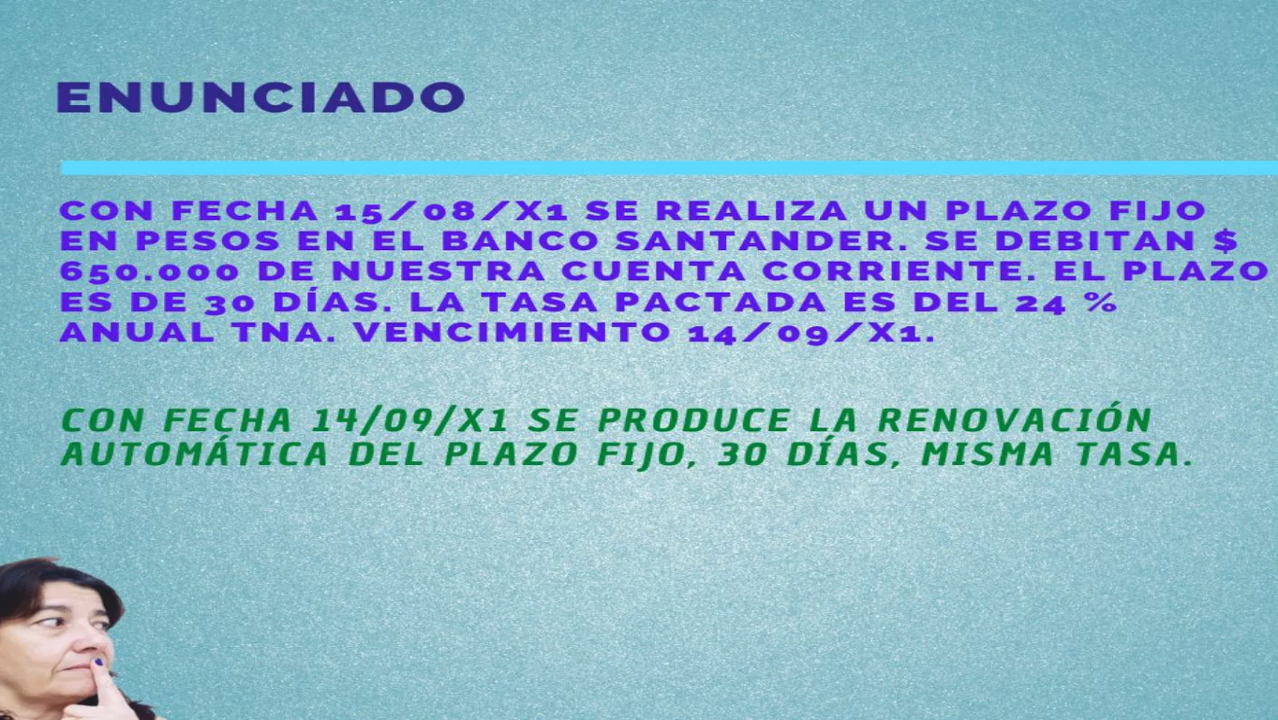 ENUNCIADO
CON FECHA 15/08/X1 SE REALIZA UN PLAZO FIJO
EN PESOS EN EL BANCO SANTANDER. SE DEBITAN $
650.000 DE NUESTRA CUENTA CORRIENTE. EL PLAZO
ES DE 30 DÍAS. LA TASA PACTADA ES DEL 24 %
ANUAL TNA. VENCIMIENTO 14/09/X1.
CON FECHA 14/09/X1 SE PRODUCE LA RENOVACIÓN
AUTOMÁTICA DEL PLAZO FIJO, 30 DÍAS, MISMA TASA.